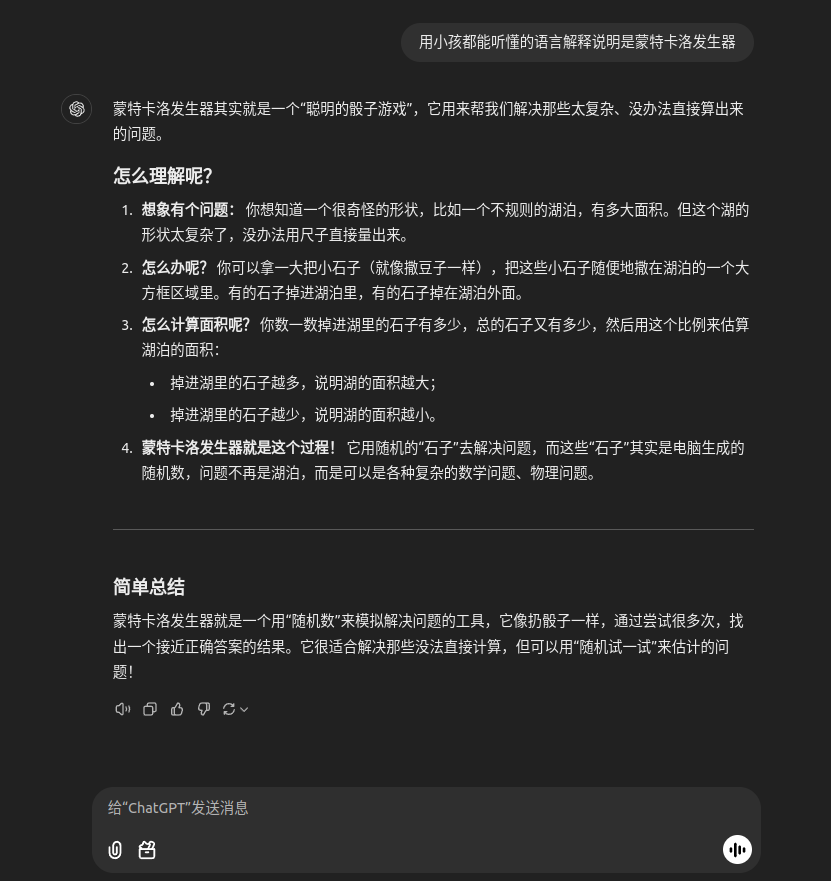 用小孩都能听懂的语言解释说明是蒙特卡洛发生器
蒙特卡洛发生器其实就是一个“聪明的骰子游戏”，它用来帮我们解决那些太复杂、没办法直接算出来
的问题。
怎么理解呢？
1. 想象有个问题： 你想知道一个很奇怪的形状，比如一个不规则的湖泊，有多大面积。但这个湖的
形状太复杂了，没办法用尺子直接量出来。
2. 怎么办呢？ 你可以拿一大把小石子（就像撒豆子一样），把这些小石子随便地撒在湖泊的一个大
方框区域里。有的石子掉进湖泊里，有的石子掉在湖泊外面。
3. 怎么计算面积呢？ 你数一数掉进湖里的石子有多少，总的石子又有多少，然后用这个比例来估算
湖泊的面积：
• 掉进湖里的石子越多，说明湖的面积越大；
• 掉进湖里的石子越少，说明湖的面积越小。
4. 蒙特卡洛发生器就是这个过程！ 它用随机的“石子”去解决问题，而这些“石子”其实是电脑生成的
随机数，问题不再是湖泊，而是可以是各种复杂的数学问题、物理问题。
简单总结
蒙特卡洛发生器就是一个用“随机数”来模拟解决问题的工具，它像扔骰子一样，通过尝试很多次，找
出一个接近正确答案的结果。它很适合解决那些没法直接计算，但可以用“随机试一试”来估计的问
题！
给“ChatGPT”发送消息